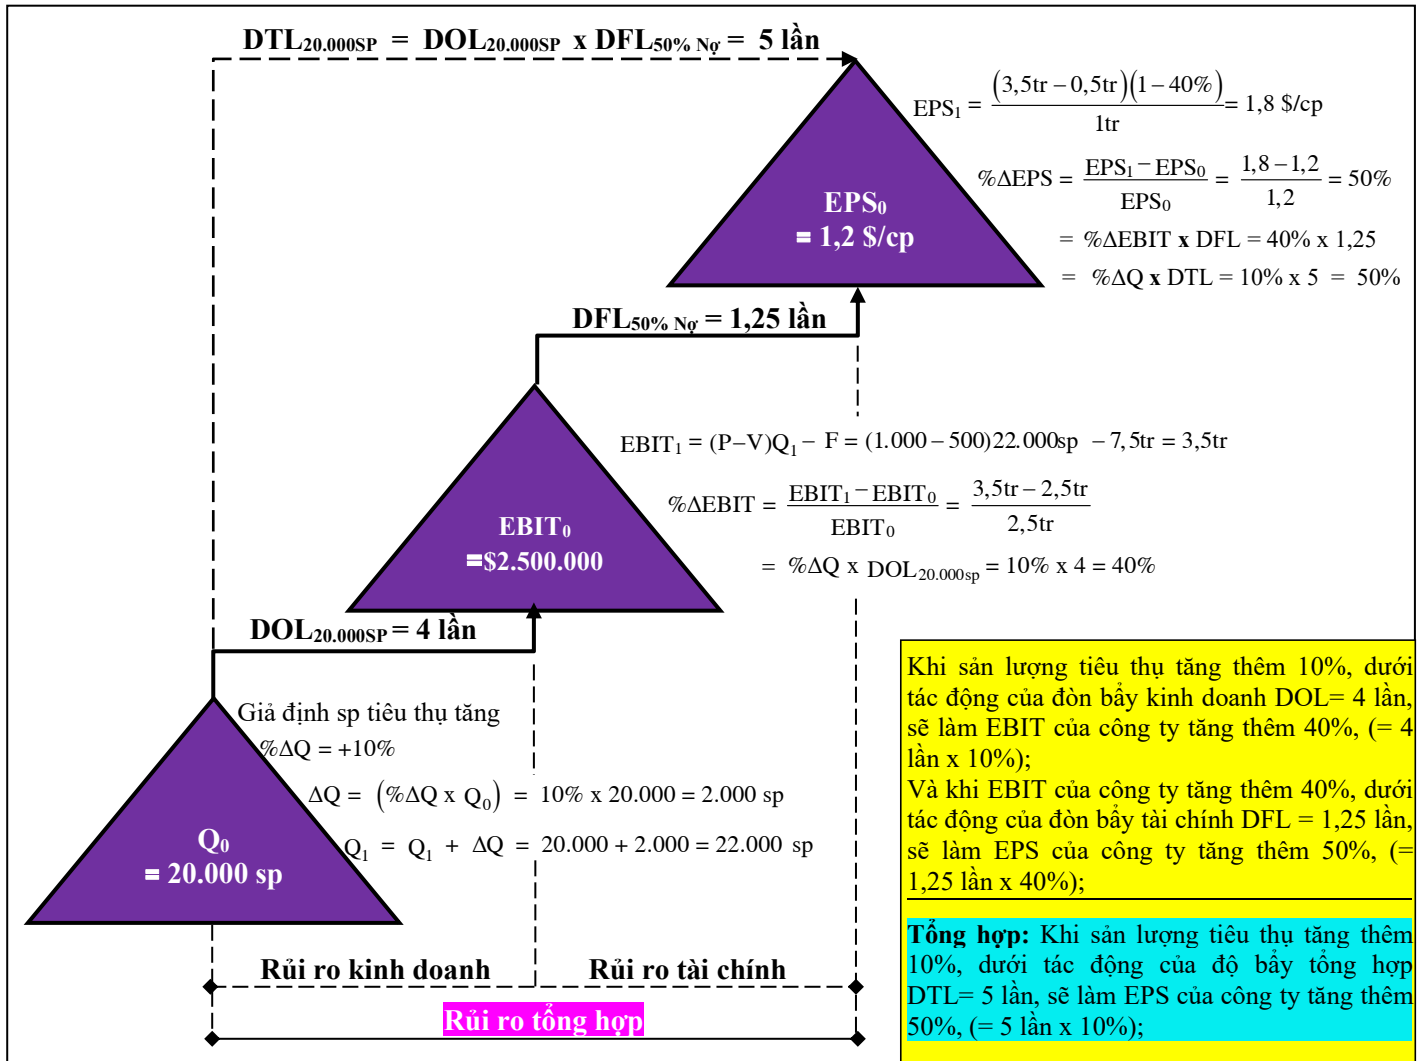 DTL20.000SP = DOL20.000SP x DFL50% Nợ = 5 lần
EPS1 = (3,5tr − 0,5tr)(1 − 40%) / 1tr = 1,8 $/cp
%ΔEPS = EPS1 − EPS0 / EPS0 = 1,8 − 1,2 / 1,2 = 50%
= %ΔEBIT x DFL = 40% x 1,25
= %ΔQ x DTL = 10% x 5 = 50%
EPS0
= 1,2 $/cp
DFL50% Nợ = 1,25 lần
EBIT1 = (P−V)Q1 − F = (1.000 − 500)22.000sp − 7,5tr = 3,5tr
%ΔEBIT = EBIT1 − EBIT0 / EBIT0 = 3,5tr − 2,5tr / 2,5tr
= %ΔQ x DOL20.000sp = 10% x 4 = 40%
EBIT0
=$2.500.000
DOL20.000SP = 4 lần
Giả định sp tiêu thụ tăng
%ΔQ = +10%
ΔQ = (%ΔQ x Q0) = 10% x 20.000 = 2.000 sp
Q1 = Q1 + ΔQ = 20.000 + 2.000 = 22.000 sp
Q0
= 20.000 sp
Rủi ro kinh doanh
Rủi ro tài chính
Rủi ro tổng hợp
Khi sản lượng tiêu thụ tăng thêm 10%, dưới
tác động của đòn bẩy kinh doanh DOL= 4 lần,
sẽ làm EBIT của công ty tăng thêm 40%, (= 4
lần x 10%);
Và khi EBIT của công ty tăng thêm 40%, dưới
tác động của đòn bẩy tài chính DFL = 1,25 lần,
sẽ làm EPS của công ty tăng thêm 50%, (=
1,25 lần x 40%);
Tổng hợp: Khi sản lượng tiêu thụ tăng thêm
10%, dưới tác động của độ bẩy tổng hợp
DTL= 5 lần, sẽ làm EPS của công ty tăng thêm
50%, (= 5 lần x 10%);